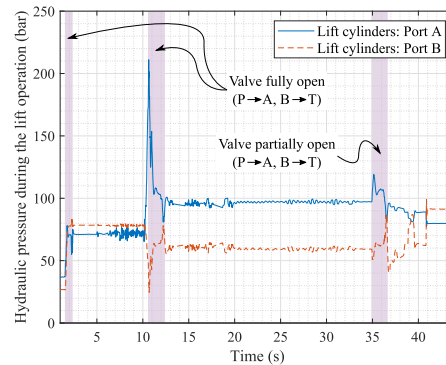 Hydraulic pressure during the lift operation (bar)
250
200
150
100
50
0
Lift cylinders: Port A
Lift cylinders: Port B
Valve fully open
(P→A, B→T)
Valve partially open
(P→A, B→T)
5 10 15 20 25 30 35 40
Time (s)